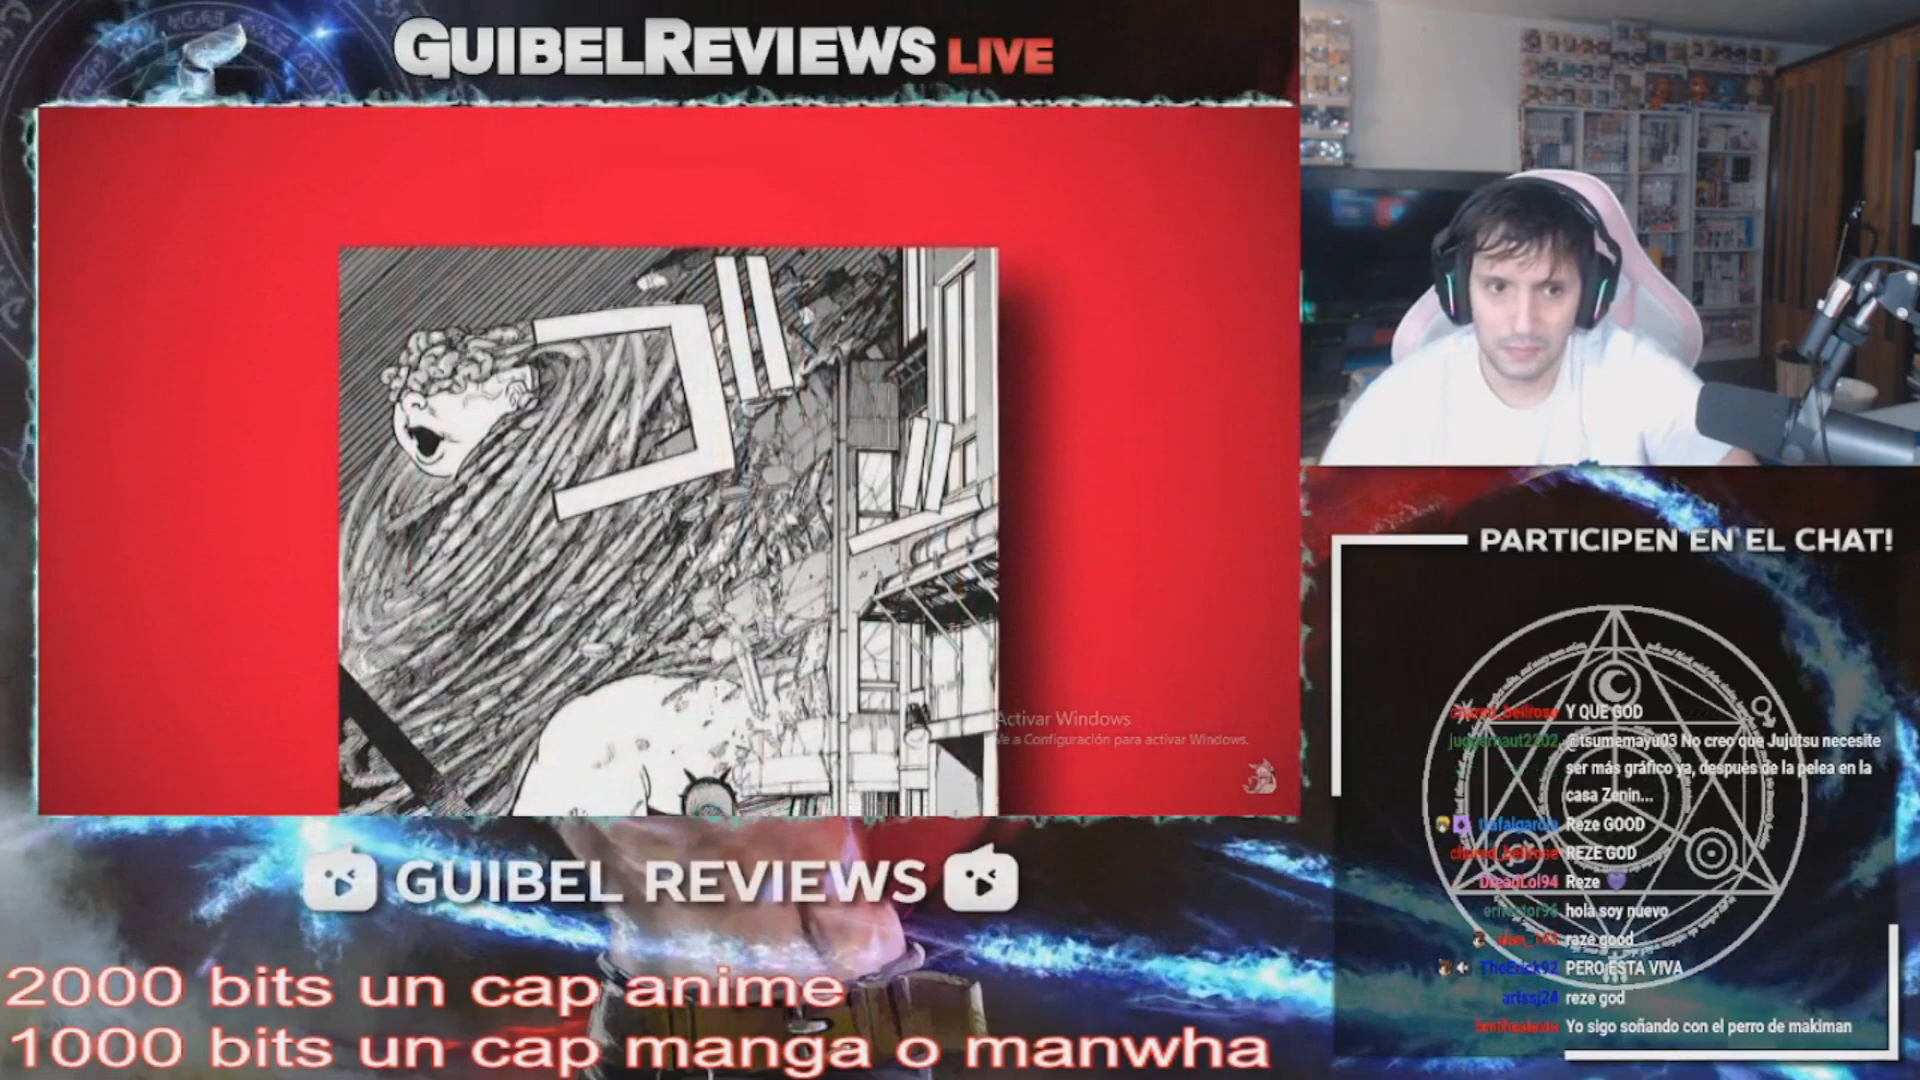 GUIBELREVIEWS LIVE
Activar Windows
Ve a Configuración para activar Windows.
PARTICIPEN EN EL CHAT!
Y QUE GOD
@tsumemayu03 No creo que Jujutsu necesite
ser más gráfico ya, después de la pelea en la
casa Zenin...
Reze GOOD
REZE GOD
DreadLol94 Reze
hola soy nuevo
raze good
TheErick92 PERO ESTA VIVA
artssj24 reze god
Yo sigo soñando con el perro de makiman
GUIBEL REVIEWS
2000 bits un cap anime
1000 bits un cap manga o manwha